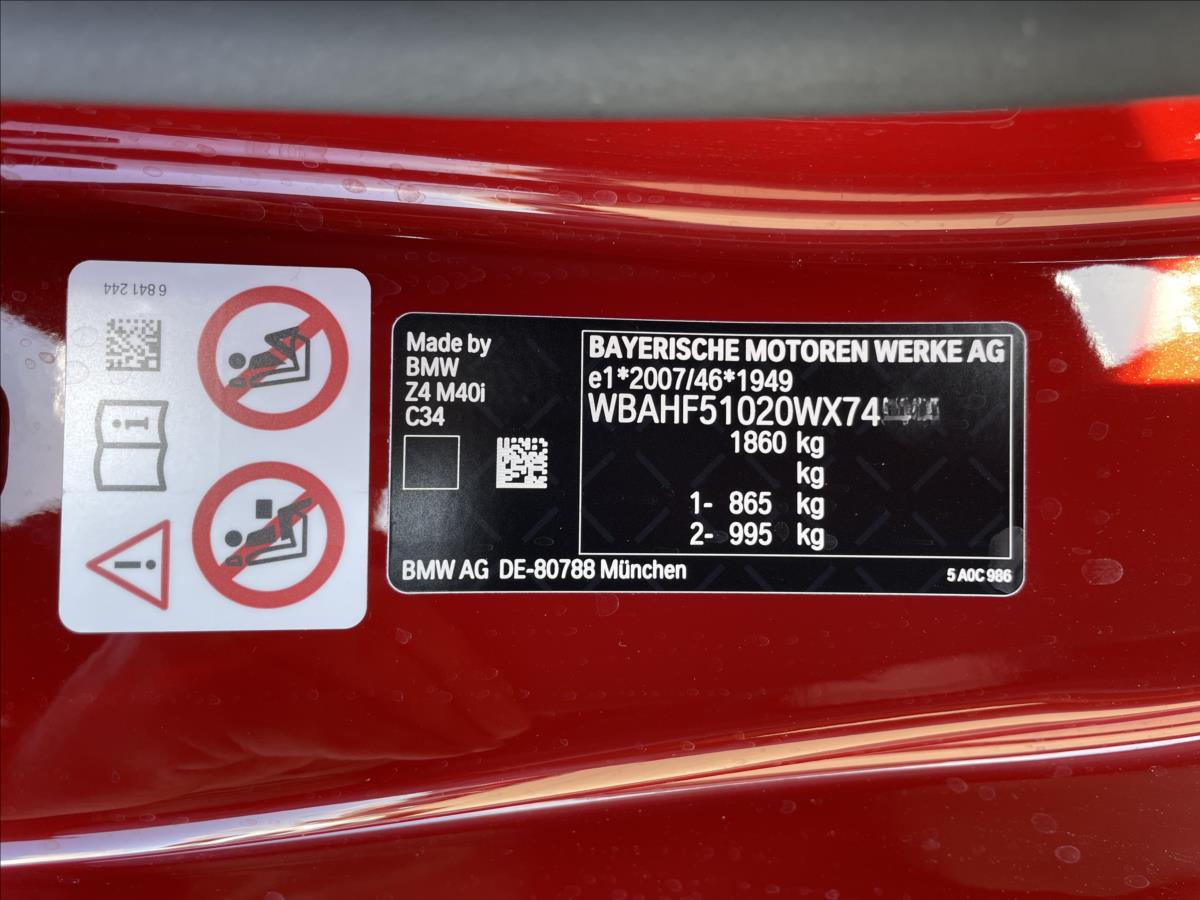 6 841 244
Made by
BMW
Z4 M40i
C34
BAYERISCHE MOTOREN WERKE AG
e1*2007/46*1949
WBAHF51020WX74
1860 kg
kg
1- 865 kg
2- 995 kg
BMW AG DE-80788 München
5 A0C 986